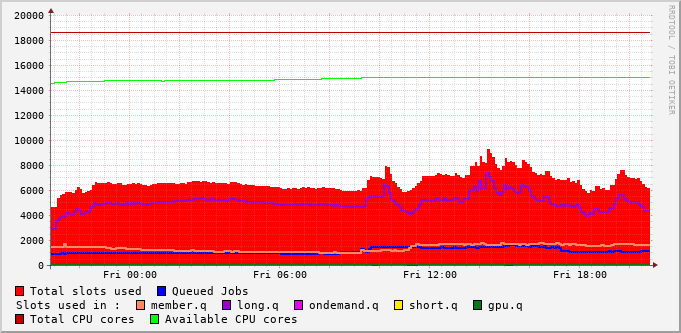 20000
18000
16000
14000
12000
10000
8000
6000
4000
2000
0
Fri 00:00 Fri 06:00 Fri 12:00 Fri 18:00
RRDTOOL / TOBI OETIKER
Total slots used Queued Jobs
Slots used in : member.q long.q ondemand.q short.q gpu.q
Total CPU cores Available CPU cores